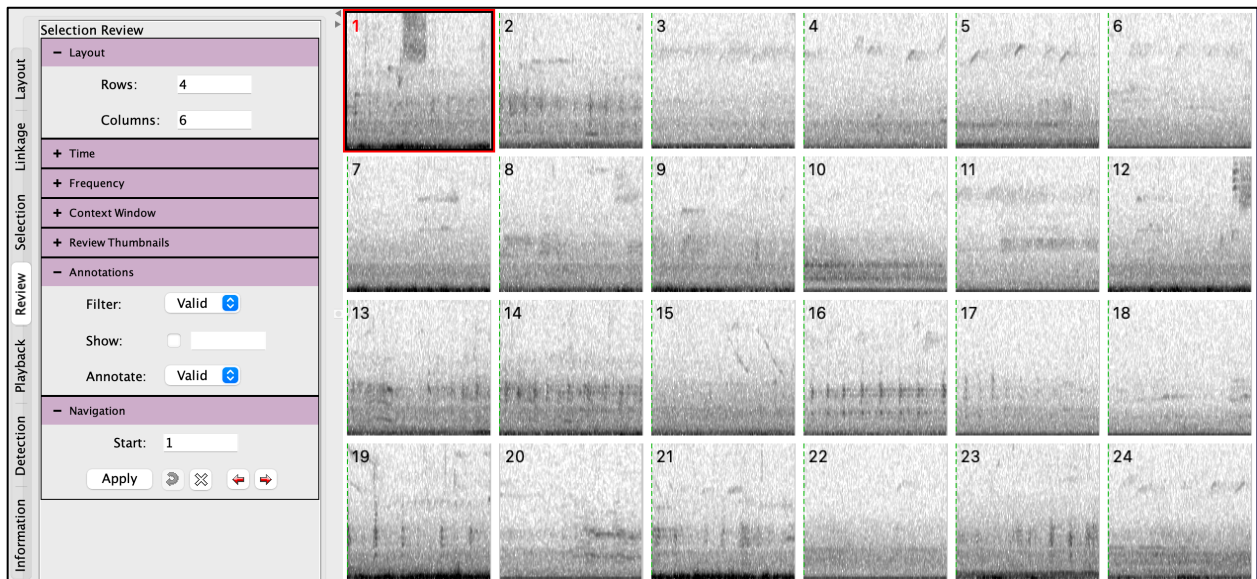 Selection Review
− Layout
Rows: 4
Columns: 6
+ Time
+ Frequency
+ Context Window
+ Review Thumbnails
− Annotations
Filter: Valid
Show:
Annotate: Valid
− Navigation
Start: 1
Apply
Layout
Linkage
Selection
Review
Playback
Detection
Information
1 2 3 4 5 6
7 8 9 10 11 12
13 14 15 16 17 18
19 20 21 22 23 24